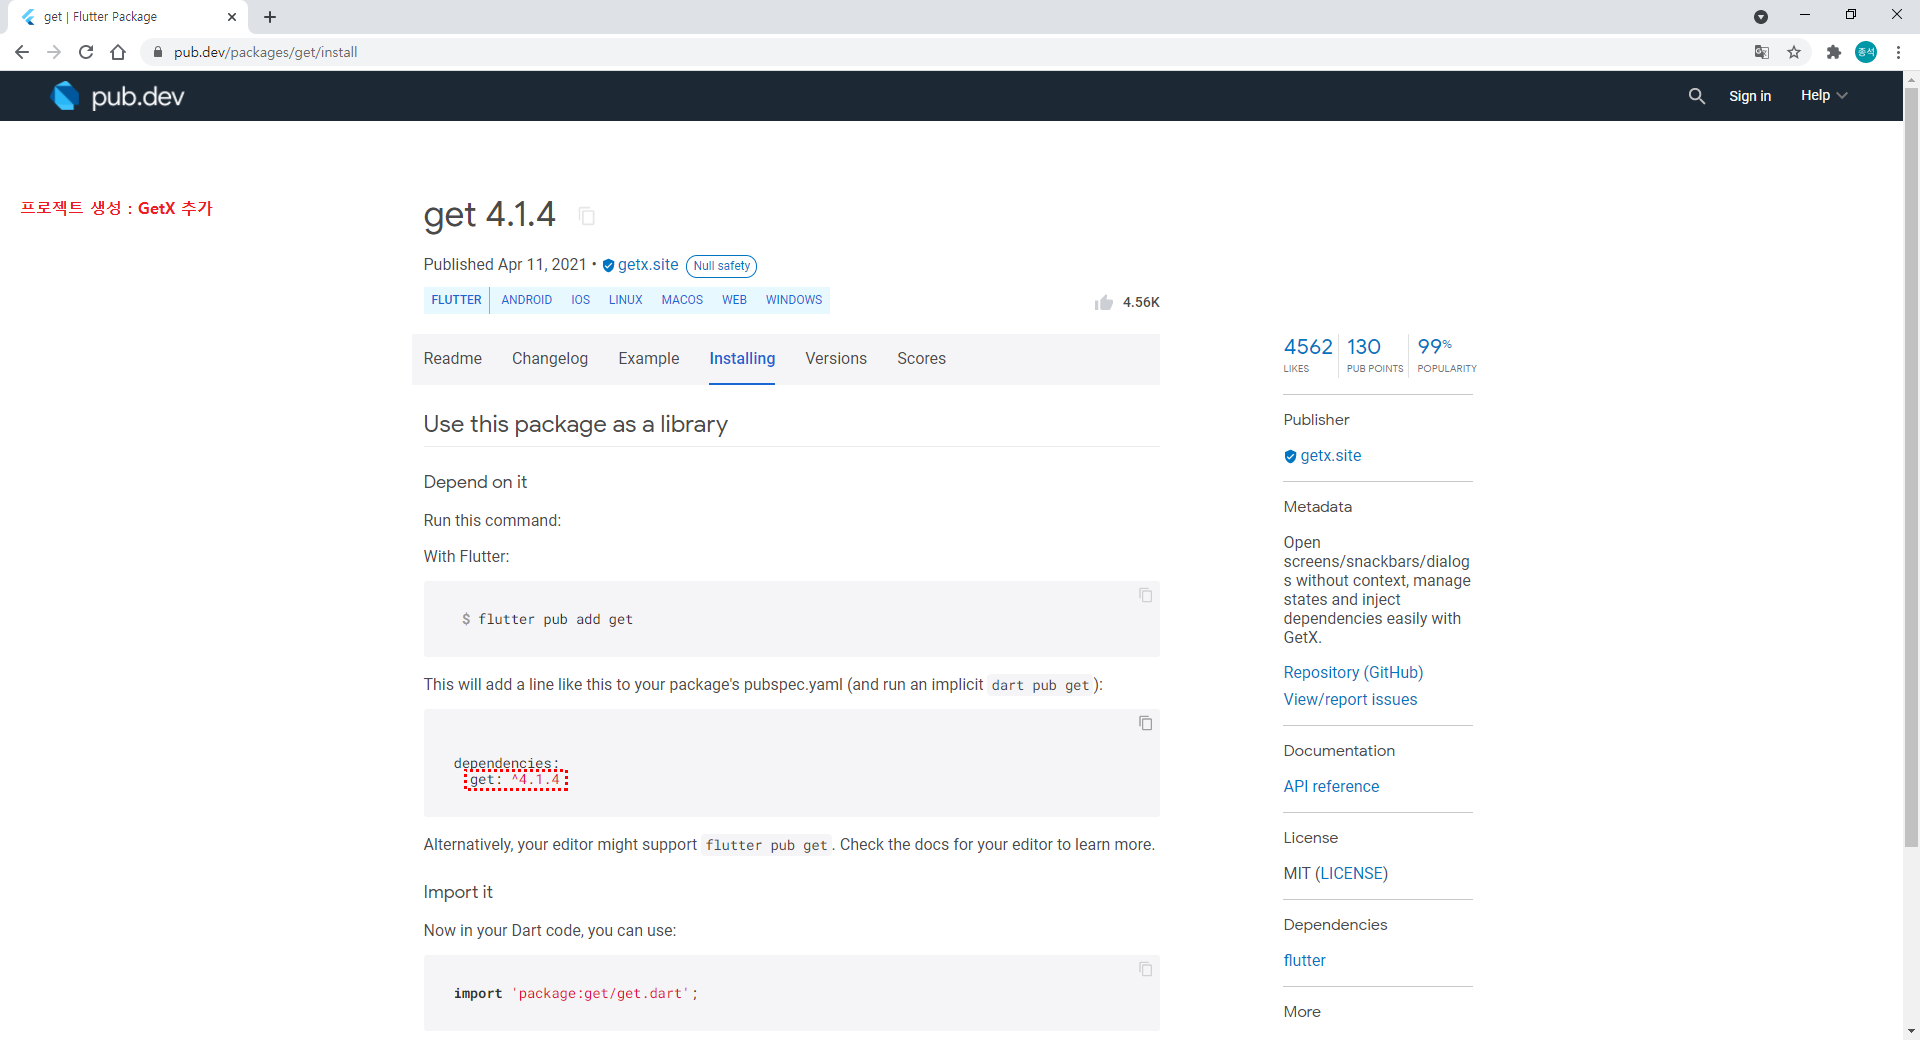 get | Flutter Package
pub.dev/packages/get/install
종석
pub.dev
Sign in
Help
프로젝트 생성 : GetX 추가
get 4.1.4
Published Apr 11, 2021 • getx.site Null safety
FLUTTER ANDROID IOS LINUX MACOS WEB WINDOWS
4.56K
Readme Changelog Example Installing Versions Scores
Use this package as a library
Depend on it
Run this command:
With Flutter:
$ flutter pub add get
This will add a line like this to your package's pubspec.yaml (and run an implicit dart pub get):
dependencies:
get: ^4.1.4
Alternatively, your editor might support flutter pub get. Check the docs for your editor to learn more.
Import it
Now in your Dart code, you can use:
import 'package:get/get.dart';
4562 130 99%
LIKES PUB POINTS POPULARITY
Publisher
getx.site
Metadata
Open
screens/snackbars/dialog
s without context, manage
states and inject
dependencies easily with
GetX.
Repository (GitHub)
View/report issues
Documentation
API reference
License
MIT (LICENSE)
Dependencies
flutter
More